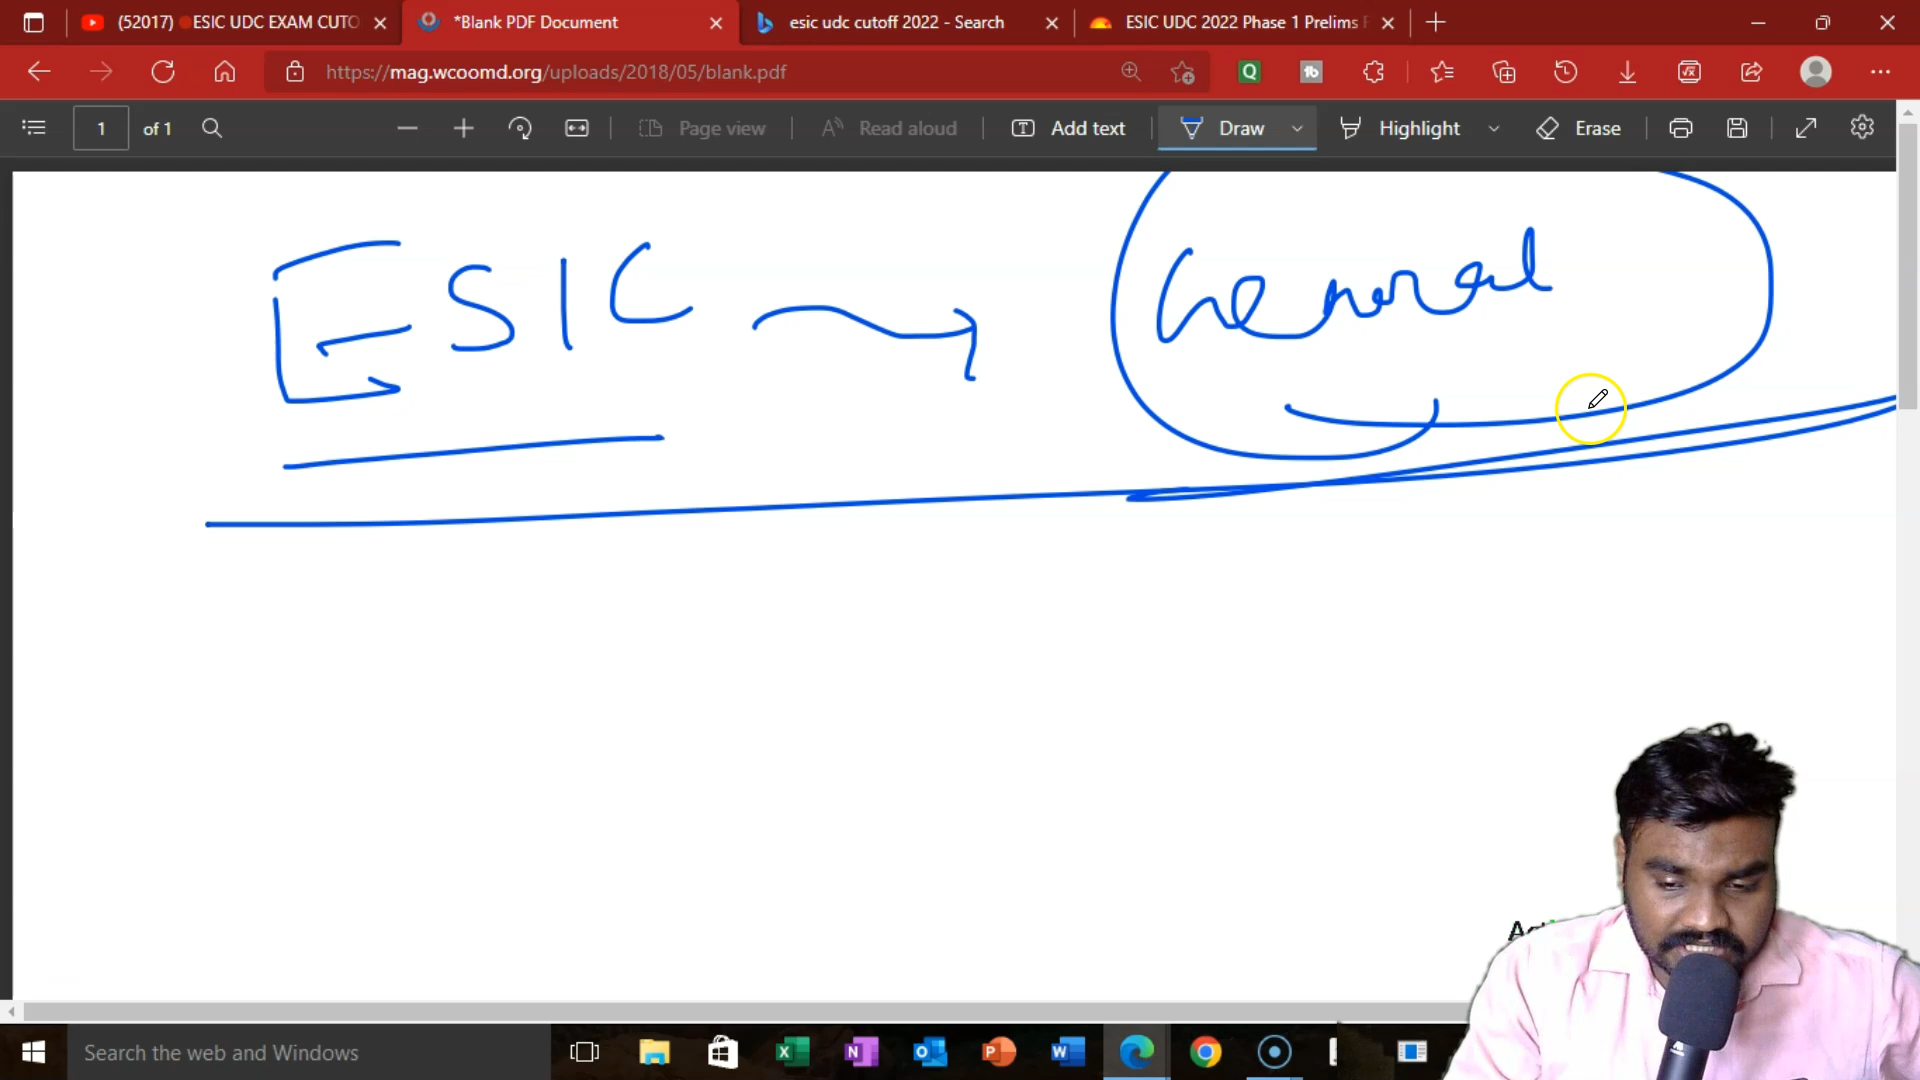 (52017) ESIC UDC EXAM CUTO
*Blank PDF Document
esic udc cutoff 2022 - Search
ESIC UDC 2022 Phase 1 Prelims
https://mag.wcoomd.org/uploads/2018/05/blank.pdf
1 of 1
Page view
Read aloud
Add text
Draw
Highlight
Erase
ESIC General
Search the web and Windows